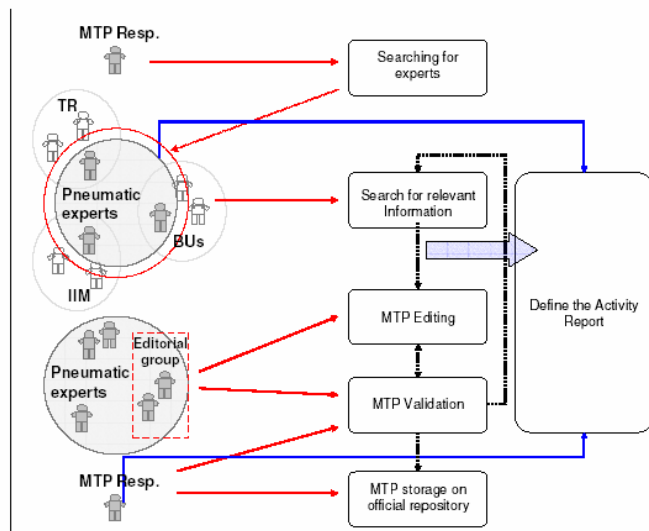 MTP Resp.
Searching for
experts
TR
Pneumatic
experts
BUs
IIM
Search for relevant
Information
Define the Activity
Report
MTP Editing
Editorial
group
Pneumatic
experts
MTP Validation
MTP Resp.
MTP storage on
official repository